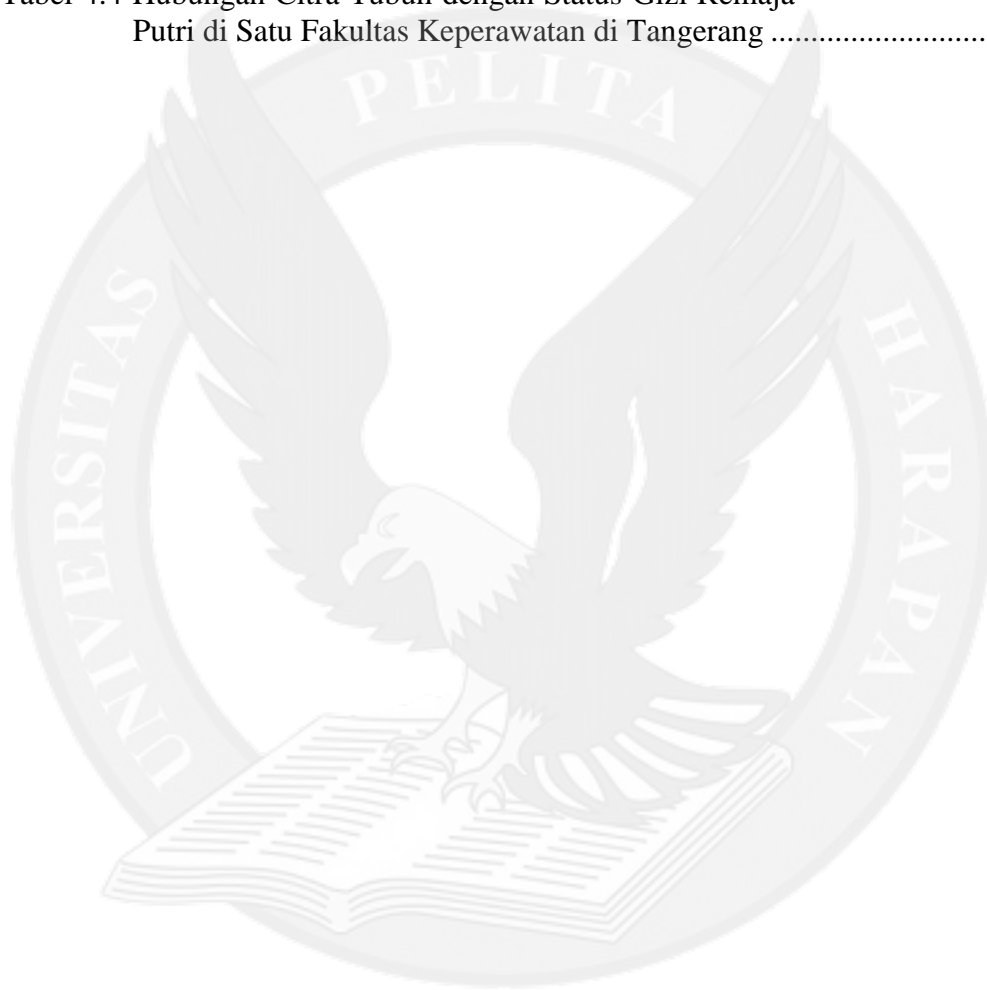 Tabel 4.4 Hubungan Citra Tubuh dengan Status Gizi Remaja
Putri di Satu Fakultas Keperawatan di Tangerang ...........................
UNIVERSITAS PELITA HARAPAN